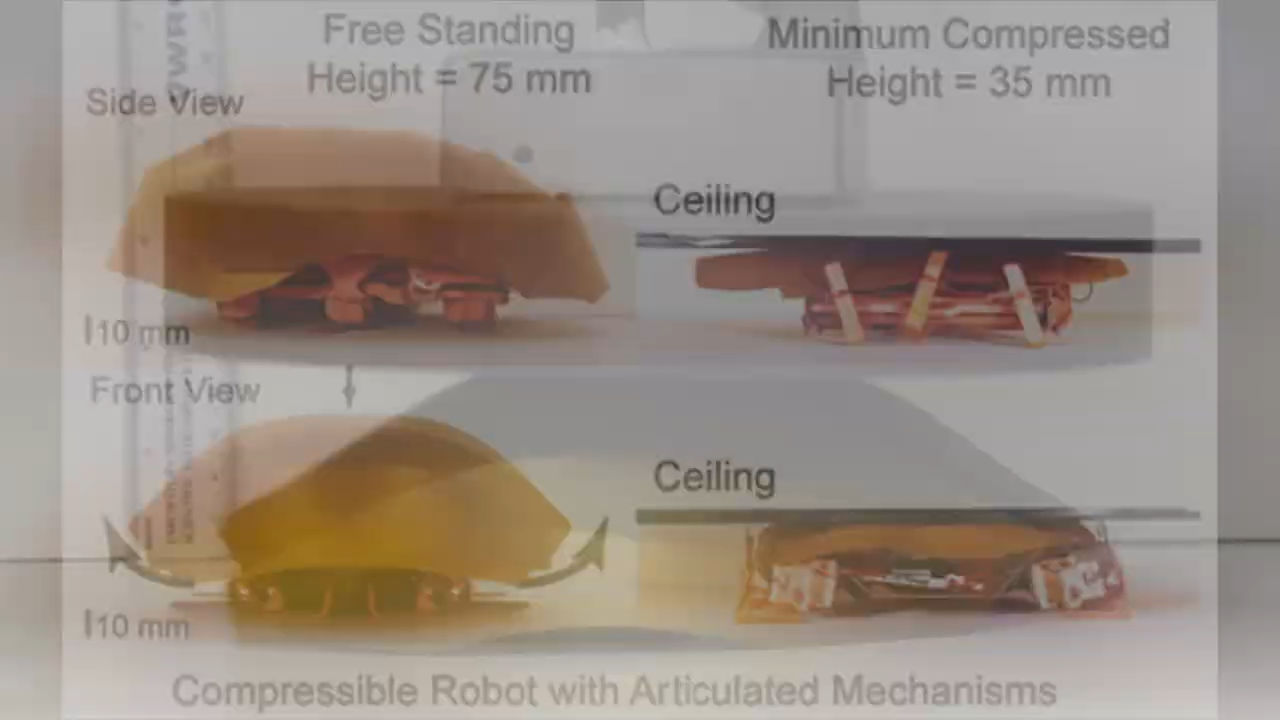 Free Standing
Height = 75 mm
Minimum Compressed
Height = 35 mm
Side View
Ceiling
10 mm
Front View
Ceiling
10 mm
Compressible Robot with Articulated Mechanisms